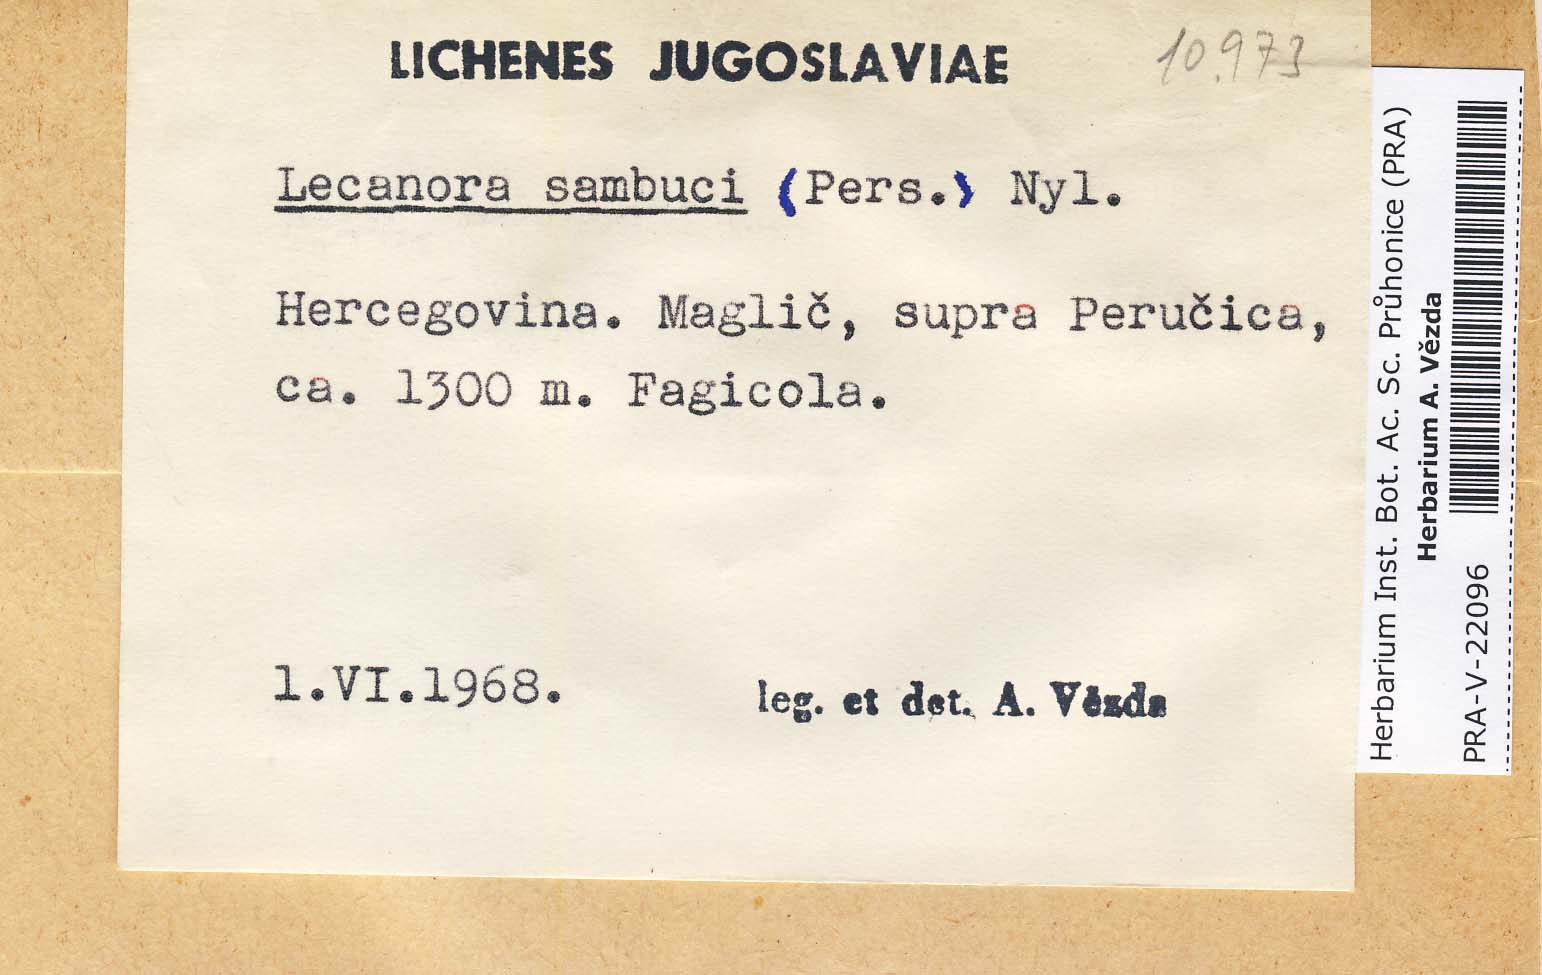 LICHENES JUGOSLAVIAE
10.973
Lecanora sambuci (Pers.) Nyl.
Hercegovina. Maglič, supra Peručica,
ca. 1300 m. Fagicola.
1.VI.1968.
leg. et det. A. Vězda
Herbarium Inst. Bot. Ac. Sc. Průhonice (PRA)
Herbarium A. Vězda
PRA-V-22096